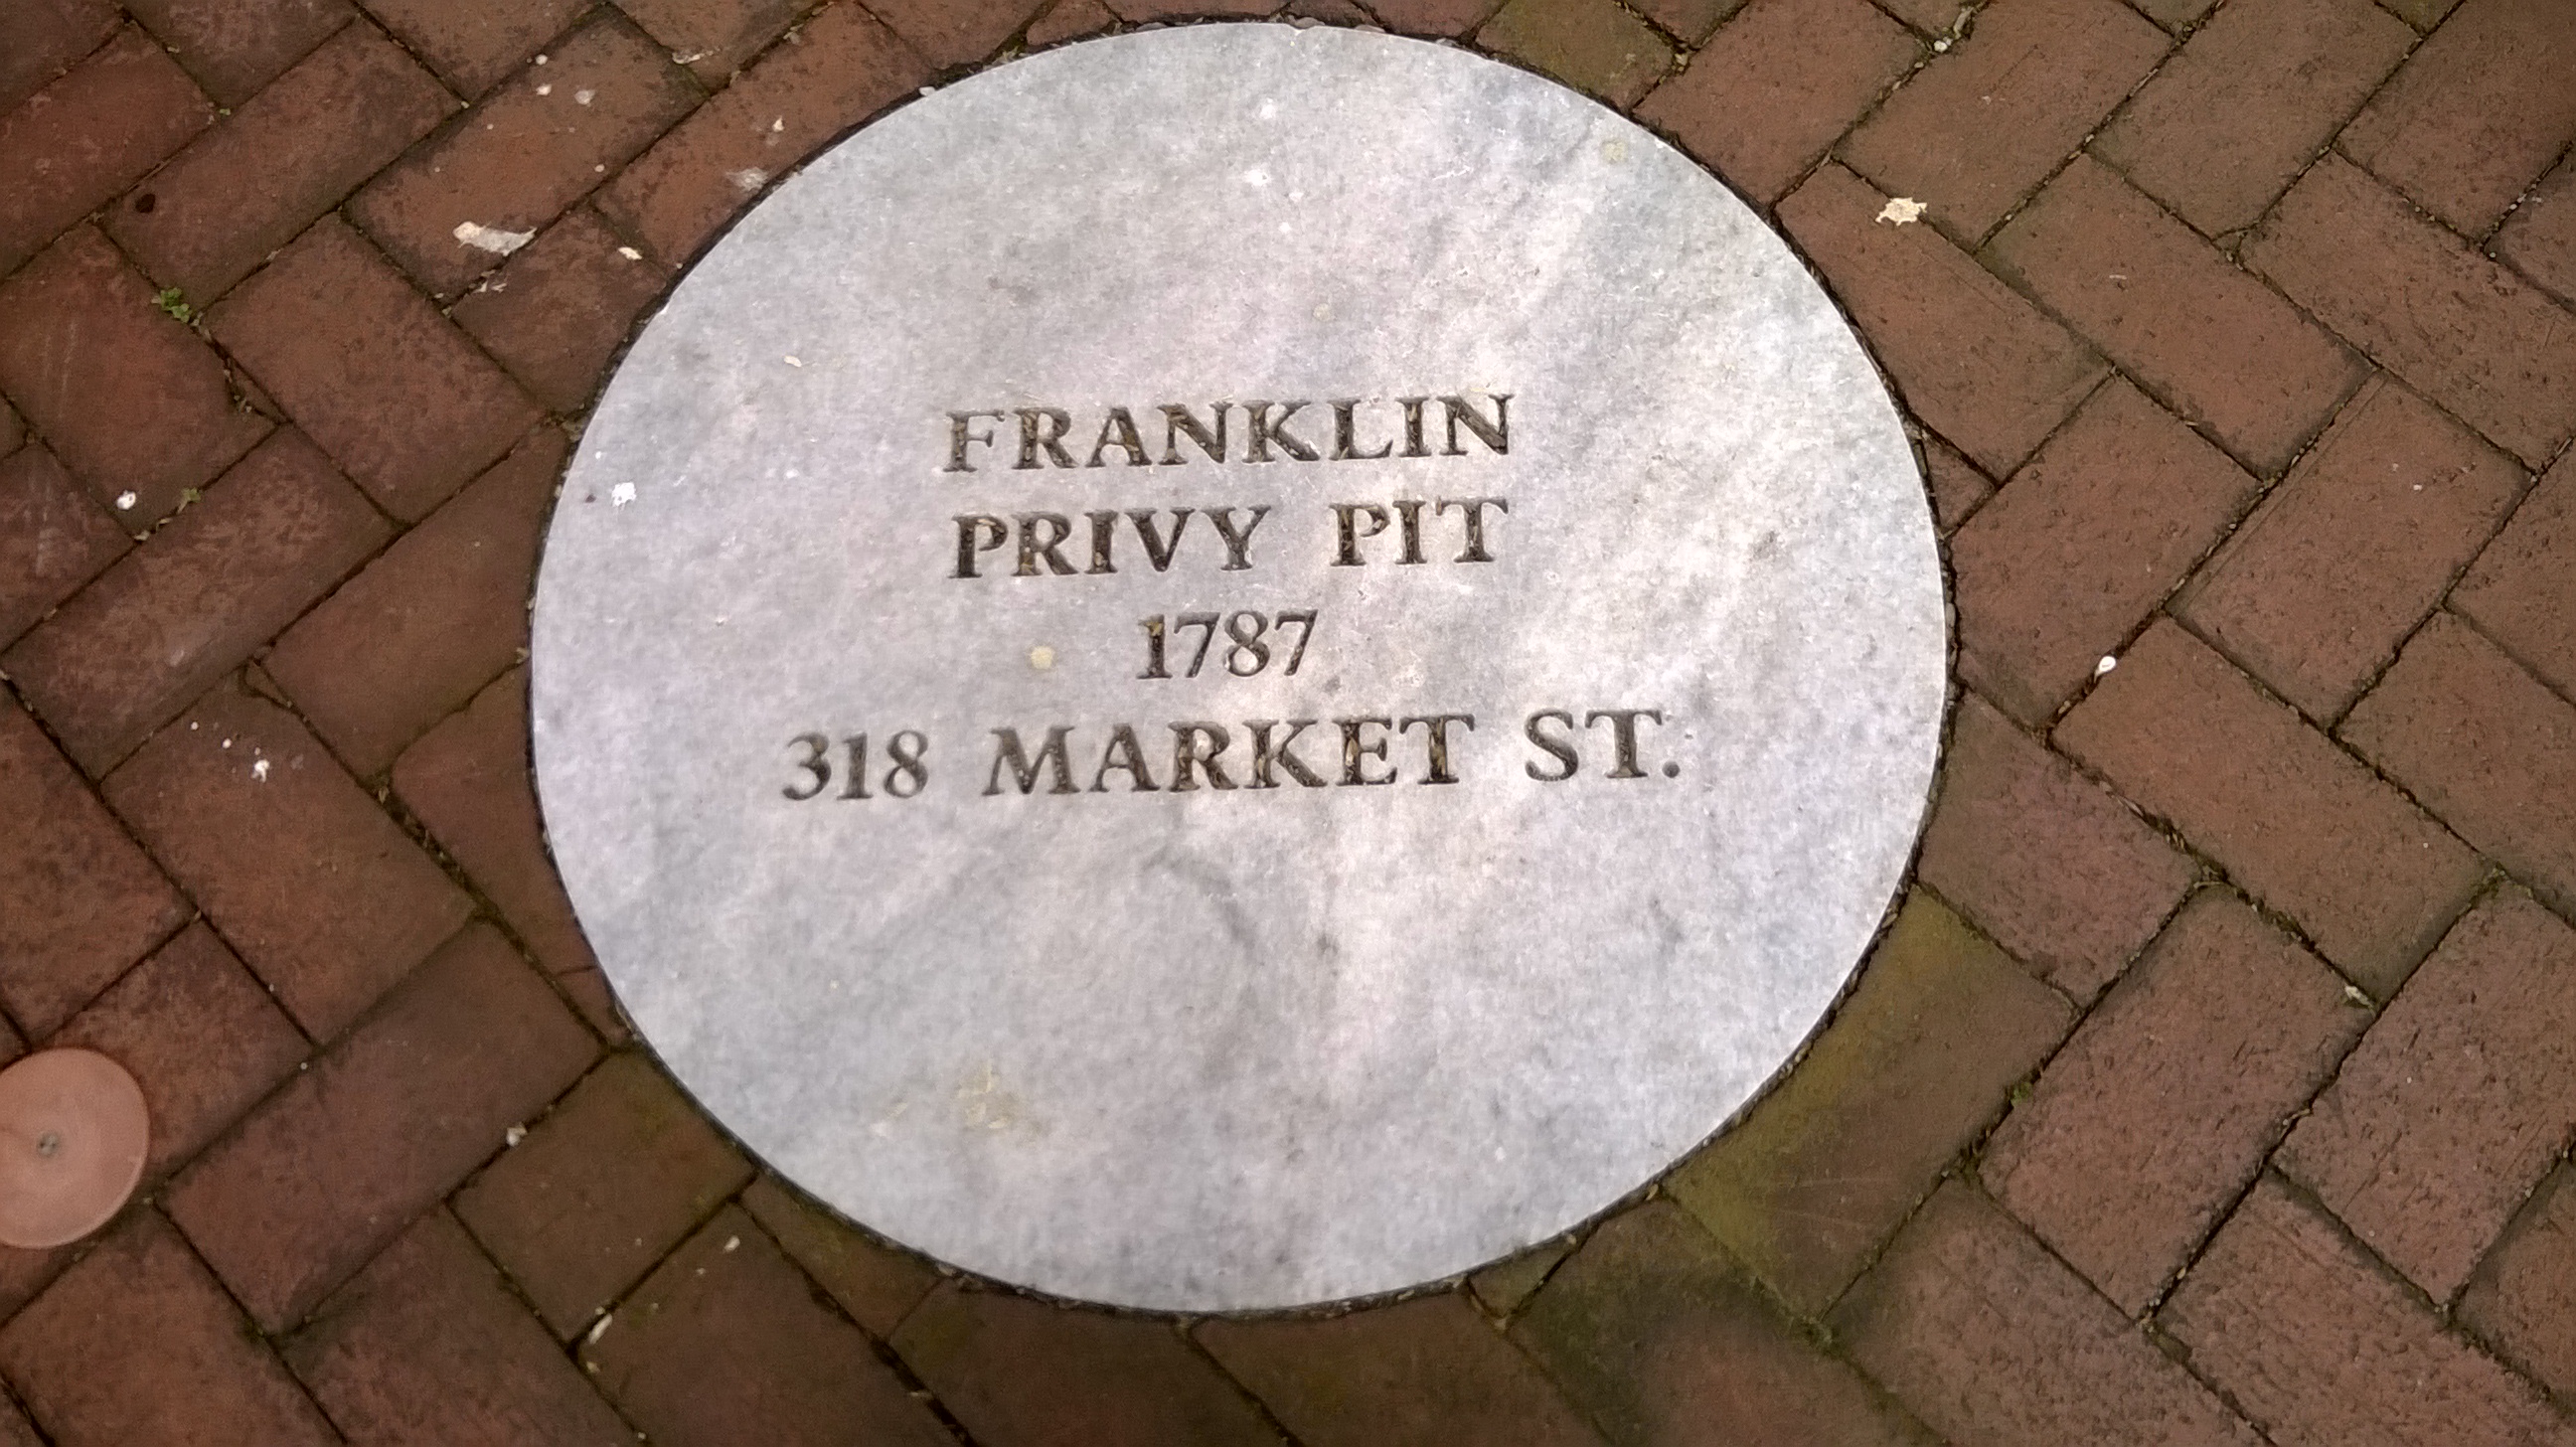 FRANKLIN
PRIVY PIT
1787
318 MARKET ST.